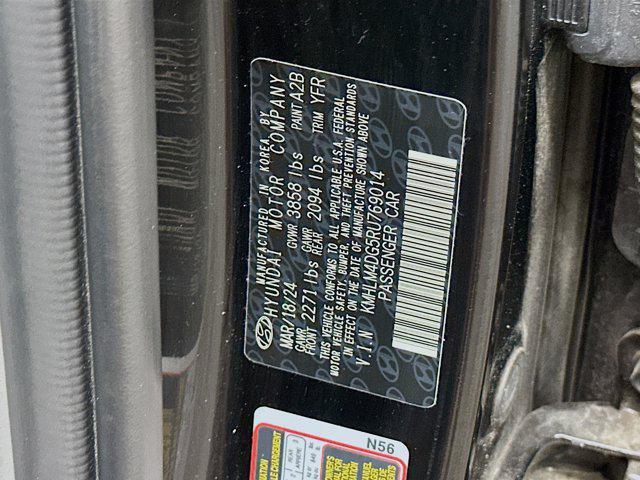 MANUFACTURED IN KOREA BY
HYUNDAI MOTOR COMPANY
MAR/18/24 GVWR 3858 lbs PAINT A2B
GAWR FRONT 2271 lbs GAWR REAR 2094 lbs TRIM YFR
THIS VEHICLE CONFORMS TO ALL APPLICABLE U.S.A. FEDERAL
MOTOR VEHICLE SAFETY, BUMPER, AND THEFT PREVENTION STANDARDS
IN EFFECT ON THE DATE OF MANUFACTURE SHOWN ABOVE
V.I.N KMHLM4DG5RU769014
PASSENGER CAR
N56